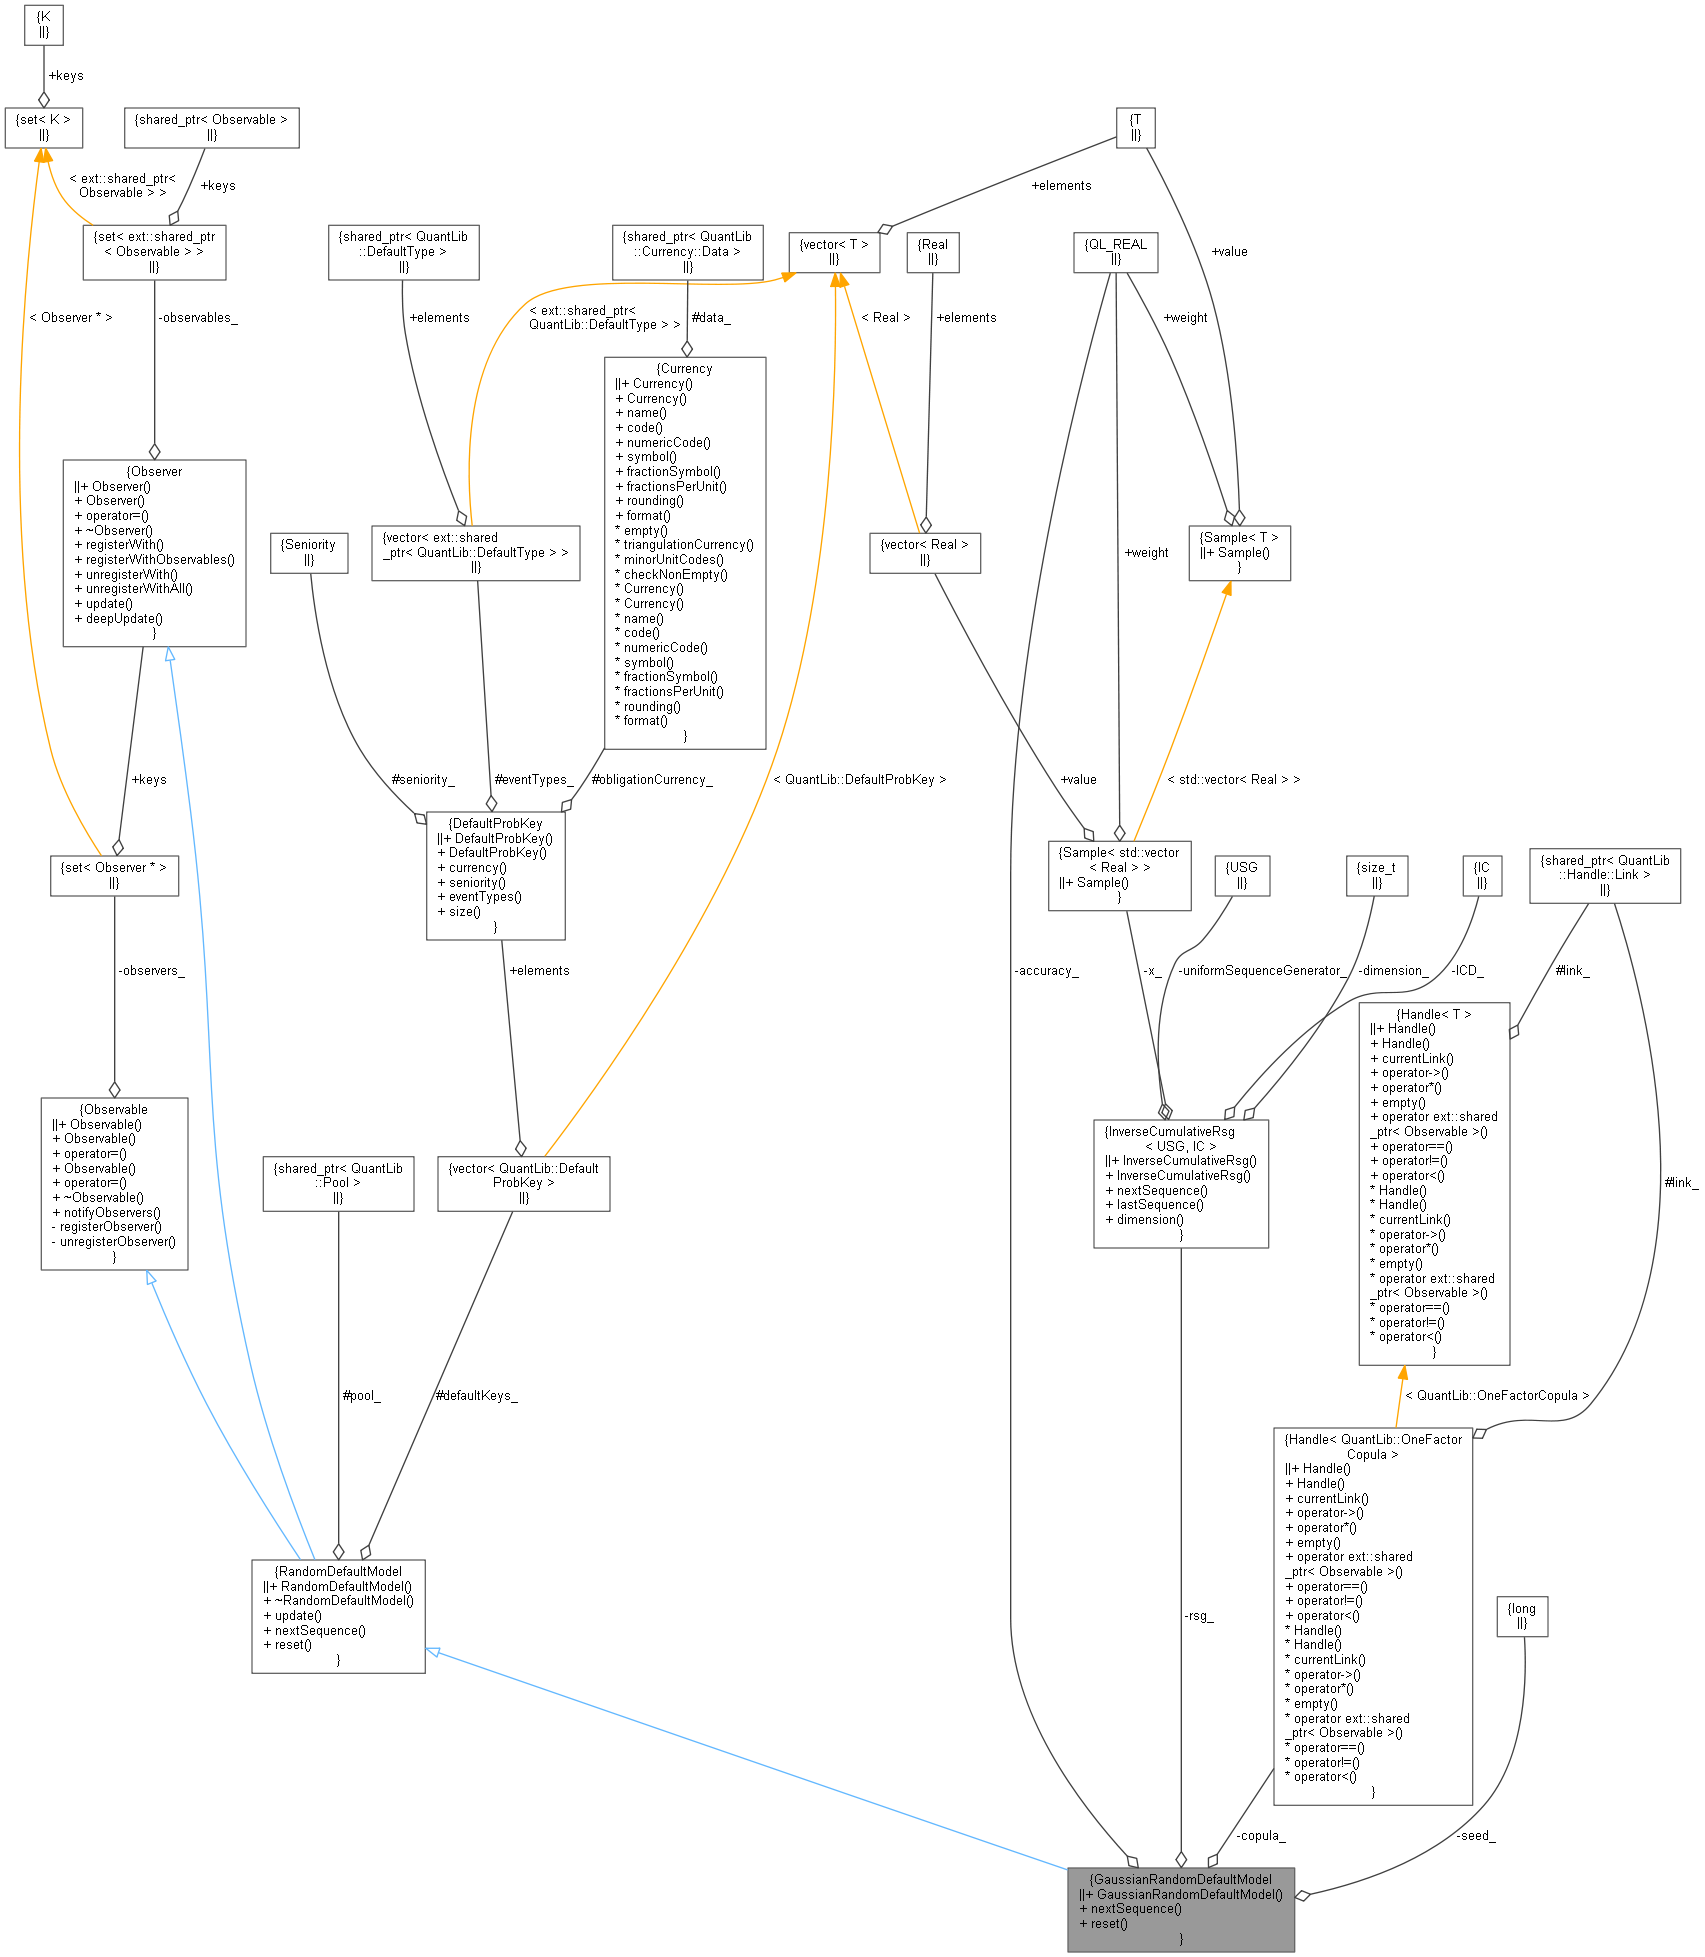 {K
||}
+keys
{set< K >
||}
{shared_ptr< Observable >
||}
{T
||}
< ext::shared_ptr<
Observable > >
+keys
+elements
+value
{set< ext::shared_ptr
< Observable > >
||}
{shared_ptr< QuantLib
::DefaultType >
||}
{shared_ptr< QuantLib
::Currency::Data >
||}
{vector< T >
||}
{Real
||}
{QL_REAL
||}
< Observer * >
-observables_
+elements
< ext::shared_ptr<
QuantLib::DefaultType > >
#data_
< Real >
+elements
+weight
{Currency
||+ Currency()
+ Currency()
+ name()
+ code()
+ numericCode()
+ symbol()
+ fractionSymbol()
+ fractionsPerUnit()
+ rounding()
+ format()
* empty()
* triangulationCurrency()
* minorUnitCodes()
* checkNonEmpty()
* Currency()
* Currency()
* name()
* code()
* numericCode()
* symbol()
* fractionSymbol()
* fractionsPerUnit()
* rounding()
* format()
}
{Observer
||+ Observer()
+ Observer()
+ operator=()
+ ~Observer()
+ registerWith()
+ registerWithObservables()
+ unregisterWith()
+ unregisterWithAll()
+ update()
+ deepUpdate()
}
{Seniority
||}
{vector< ext::shared
_ptr< QuantLib::DefaultType > >
||}
{vector< Real >
||}
+weight
{Sample< T >
||+ Sample()
}
+keys
#seniority_
#eventTypes_
#obligationCurrency_
< QuantLib::DefaultProbKey >
+value
< std::vector< Real > >
{set< Observer * >
||}
{DefaultProbKey
||+ DefaultProbKey()
+ DefaultProbKey()
+ currency()
+ seniority()
+ eventTypes()
+ size()
}
{Sample< std::vector
< Real > >
||+ Sample()
}
{USG
||}
{size_t
||}
{IC
||}
{shared_ptr< QuantLib
::Handle::Link >
||}
-observers_
+elements
-accuracy_
-x_
-uniformSequenceGenerator_
-dimension_
-ICD_
#link_
{Handle< T >
||+ Handle()
+ Handle()
+ currentLink()
+ operator->()
+ operator*()
+ empty()
+ operator ext::shared
_ptr< Observable >()
+ operator==()
+ operator!=()
+ operator<()
* Handle()
* Handle()
* currentLink()
* operator->()
* operator*()
* empty()
* operator ext::shared
_ptr< Observable >()
* operator==()
* operator!=()
* operator<()
}
{Observable
||+ Observable()
+ Observable()
+ operator=()
+ Observable()
+ operator=()
+ ~Observable()
+ notifyObservers()
- registerObserver()
- unregisterObserver()
}
{shared_ptr< QuantLib
::Pool >
||}
{vector< QuantLib::Default
ProbKey >
||}
{InverseCumulativeRsg
< USG, IC >
||+ InverseCumulativeRsg()
+ InverseCumulativeRsg()
+ nextSequence()
+ lastSequence()
+ dimension()
}
#link_
#pool_
#defaultKeys_
< QuantLib::OneFactorCopula >
{Handle< QuantLib::OneFactor
Copula >
||+ Handle()
+ Handle()
+ currentLink()
+ operator->()
+ operator*()
+ empty()
+ operator ext::shared
_ptr< Observable >()
+ operator==()
+ operator!=()
+ operator<()
* Handle()
* Handle()
* currentLink()
* operator->()
* operator*()
* empty()
* operator ext::shared
_ptr< Observable >()
* operator==()
* operator!=()
* operator<()
}
{RandomDefaultModel
||+ RandomDefaultModel()
+ ~RandomDefaultModel()
+ update()
+ nextSequence()
+ reset()
}
-rsg_
{long
||}
-copula_
-seed_
{GaussianRandomDefaultModel
||+ GaussianRandomDefaultModel()
+ nextSequence()
+ reset()
}